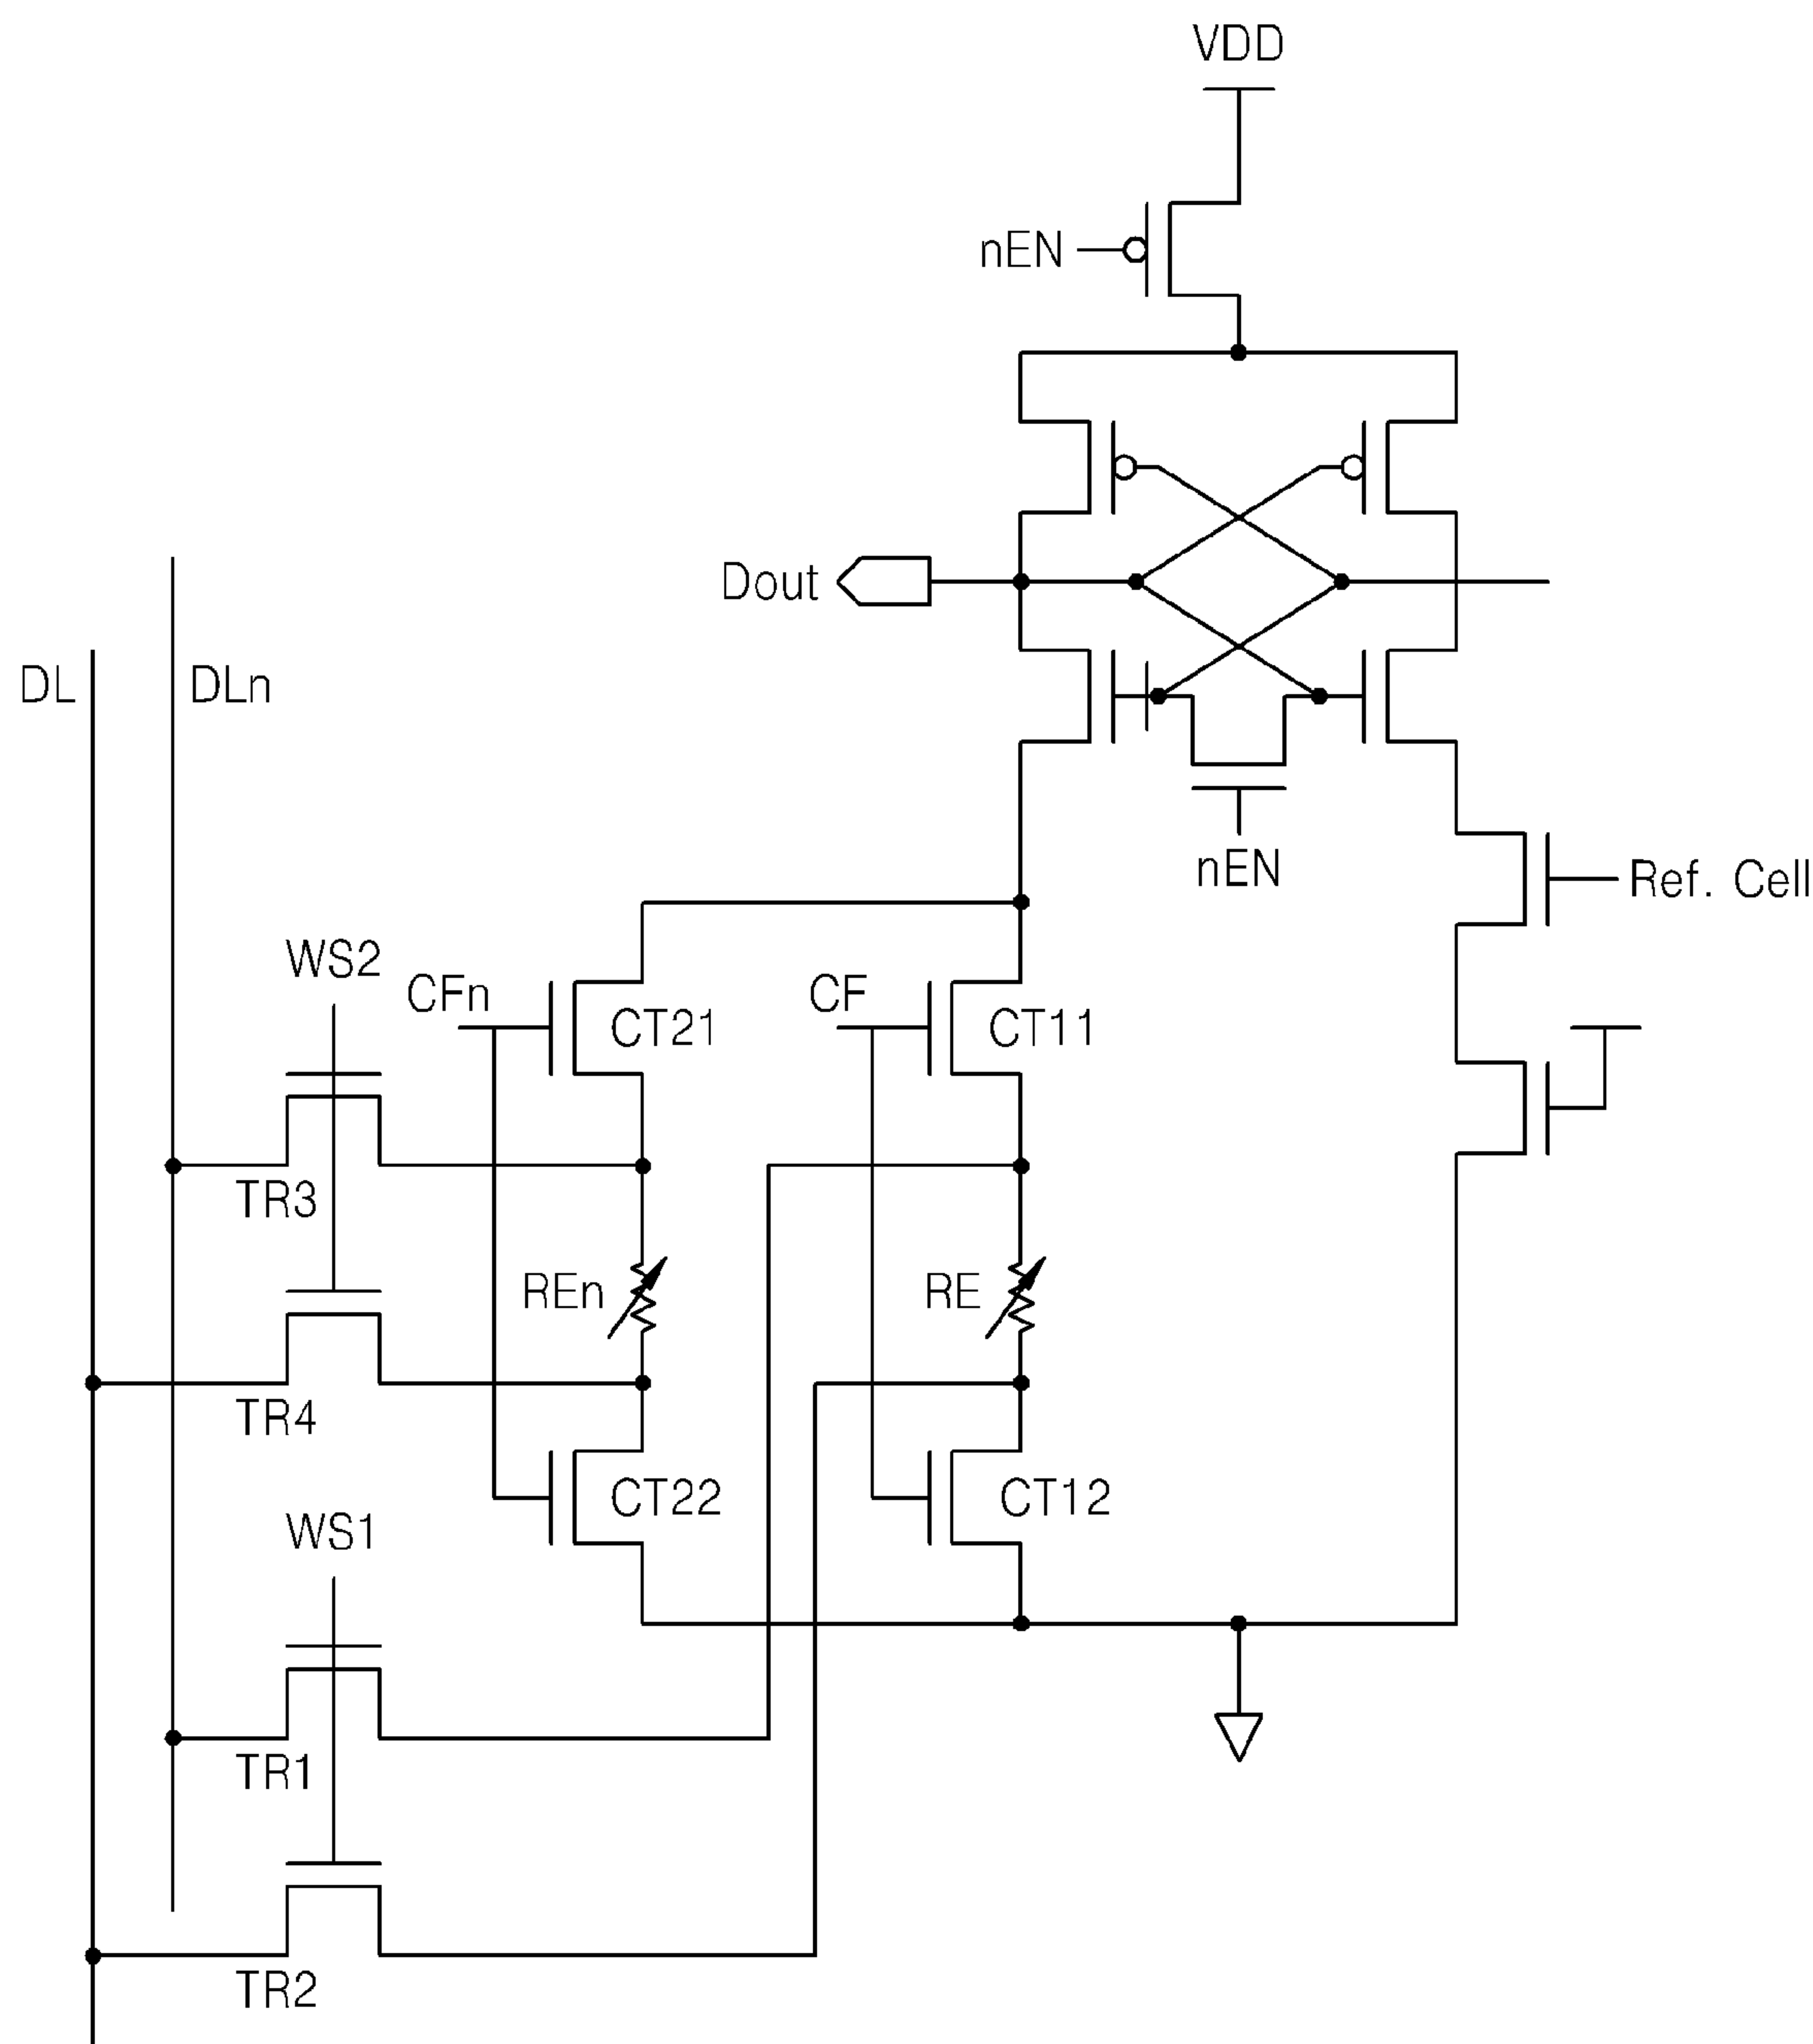 VDD
nEN
Dout
DL
DLn
nEN
Ref. Cell
WS2
CFn
CF
CT21
CT11
TR3
REn
RE
TR4
CT22
CT12
WS1
TR1
TR2